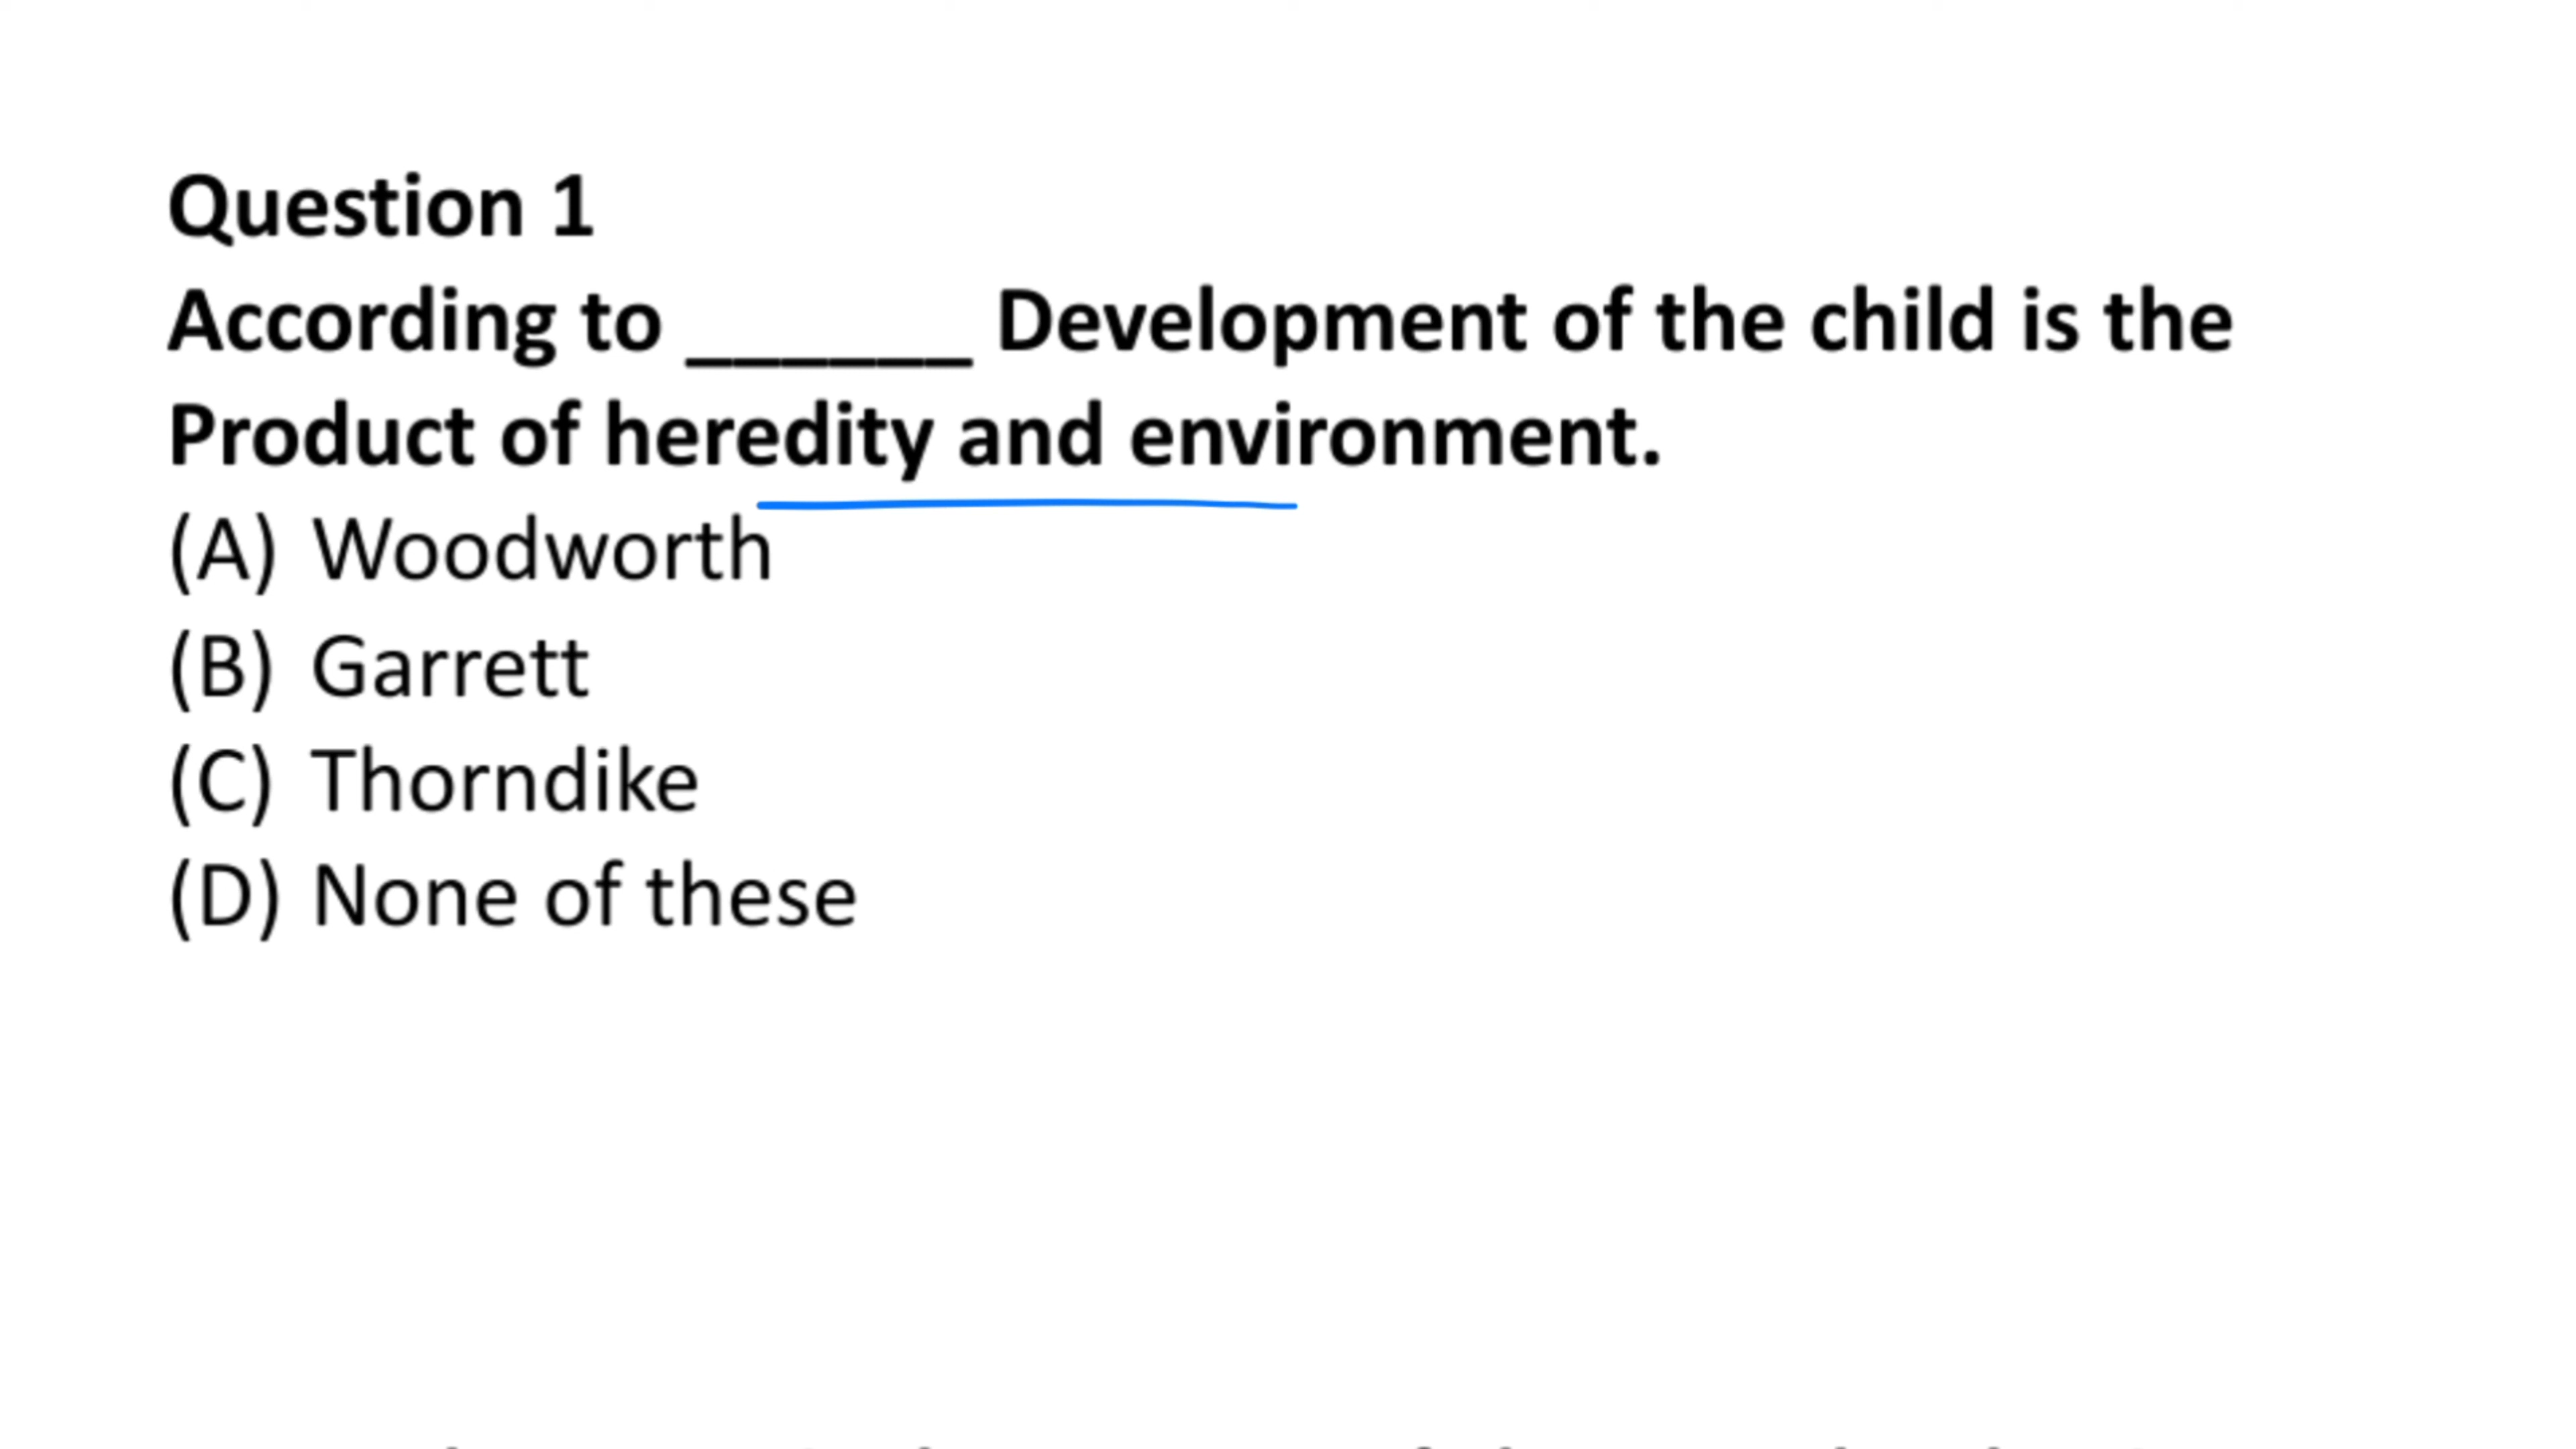 Question 1
According to ______ Development of the child is the
Product of heredity and environment.
(A) Woodworth
(B) Garrett
(C) Thorndike
(D) None of these